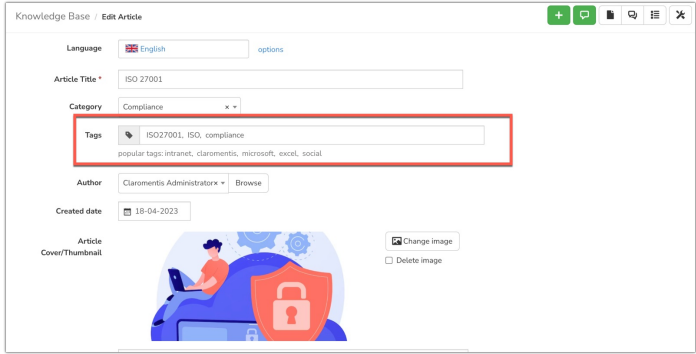 Knowledge Base / Edit Article
Language
English
options
Article Title *
ISO 27001
Category
Compliance
Tags
ISO27001, ISO, compliance
popular tags: intranet, claromentis, microsoft, excel, social
Author
Claromentis Administrator
Browse
Created date
18-04-2023
Article
Cover/Thumbnail
Change image
Delete image